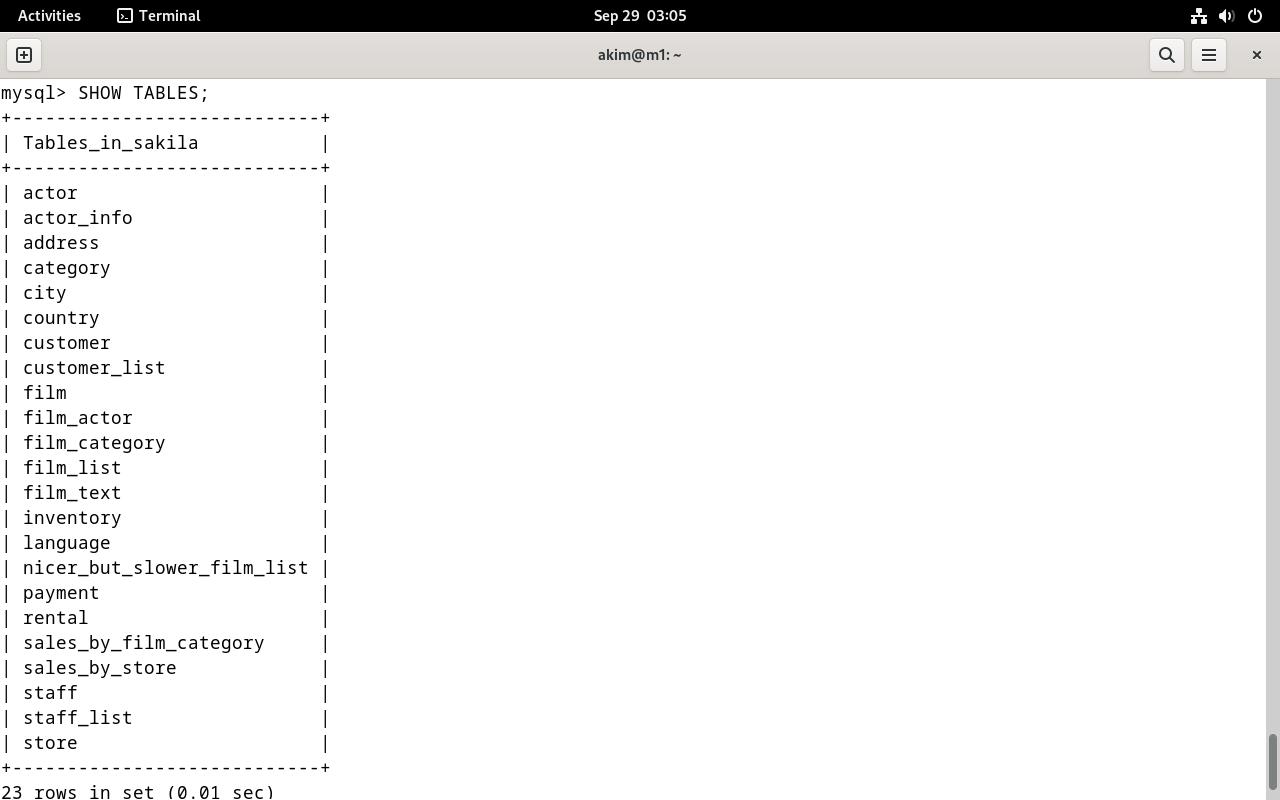 Activities Terminal Sep 29 03:05
akim@m1: ~
mysql> SHOW TABLES;
+----------------------------+
| Tables_in_sakila           |
+----------------------------+
| actor                      |
| actor_info                 |
| address                    |
| category                   |
| city                       |
| country                    |
| customer                   |
| customer_list              |
| film                       |
| film_actor                 |
| film_category              |
| film_list                  |
| film_text                  |
| inventory                  |
| language                   |
| nicer_but_slower_film_list |
| payment                    |
| rental                     |
| sales_by_film_category     |
| sales_by_store             |
| staff                      |
| staff_list                 |
| store                      |
+----------------------------+
23 rows in set (0.01 sec)